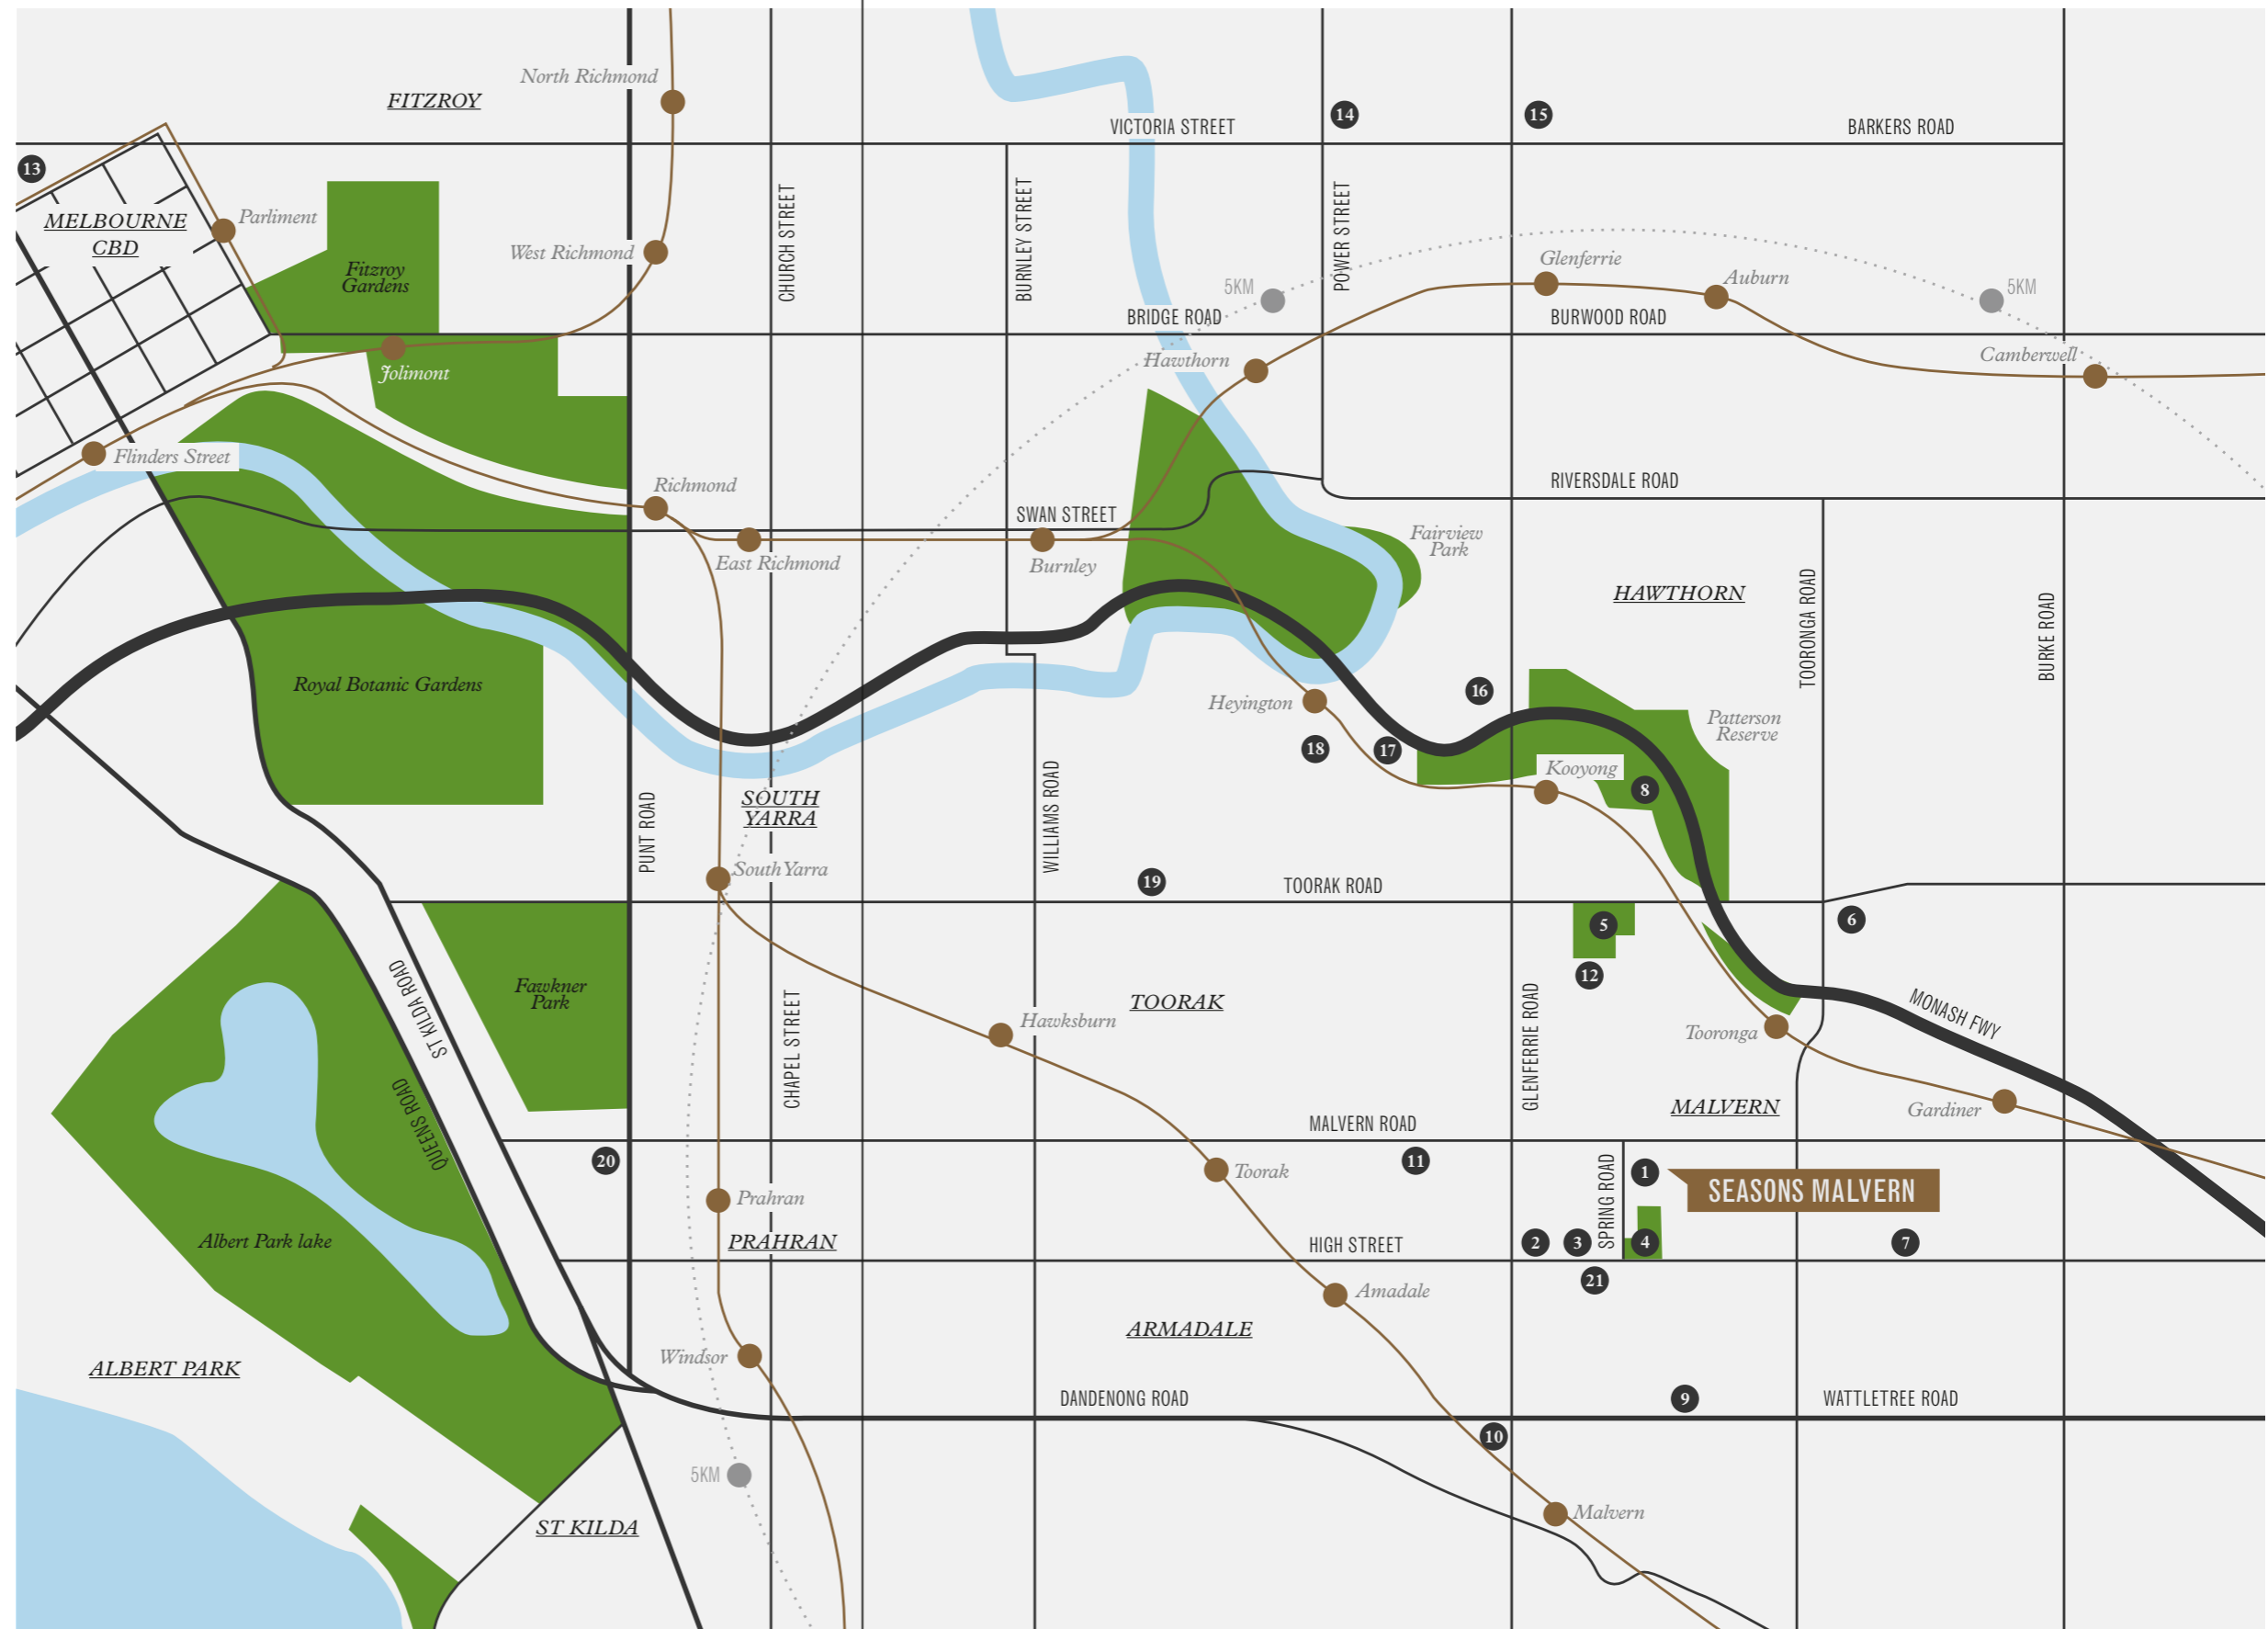 North Richmond
FITZROY
14
15
VICTORIA STREET
BARKERS ROAD
13
MELBOURNE
CBD
Parliment
West Richmond
CHURCH STREET
BURNLEY STREET
POWER STREET
Fitzroy
Gardens
Glenferrie
Auburn
5KM
5KM
BRIDGE ROAD
BURWOOD ROAD
Jolimont
Hawthorn
Camberwell
Flinders Street
Richmond
RIVERSDALE ROAD
SWAN STREET
East Richmond
Burnley
Fairview
Park
HAWTHORN
TOORONGA ROAD
BURKE ROAD
Royal Botanic Gardens
Heyington
16
18
17
Patterson
Reserve
Kooyong
8
PUNT ROAD
SOUTH
YARRA
WILLIAMS ROAD
South Yarra
19
TOORAK ROAD
5
6
12
ST KILDA ROAD
Fawkner
Park
TOORAK
Hawksburn
CHAPEL STREET
GLENFERRIE ROAD
MONASH FWY
Tooronga
QUEENS ROAD
MALVERN
Gardiner
MALVERN ROAD
20
11
Toorak
SPRING ROAD
1
SEASONS MALVERN
Prahran
Albert Park lake
PRAHRAN
HIGH STREET
2
3
4
7
21
Amadale
ARMADALE
Windsor
ALBERT PARK
DANDENONG ROAD
9
WATTLETREE ROAD
10
5KM
ST KILDA
Malvern